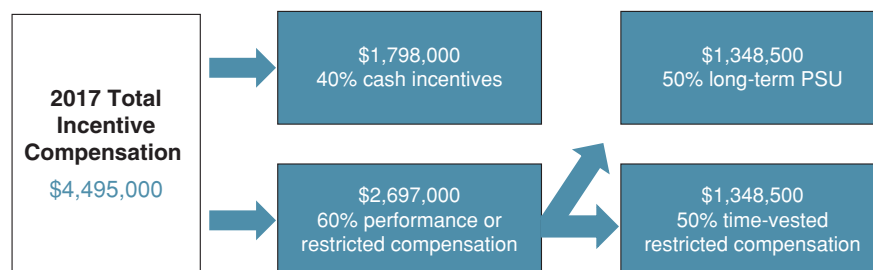 2017 Total
Incentive
Compensation
$4,495,000
$1,798,000
40% cash incentives
$2,697,000
60% performance or
restricted compensation
$1,348,500
50% long-term PSU
$1,348,500
50% time-vested
restricted compensation